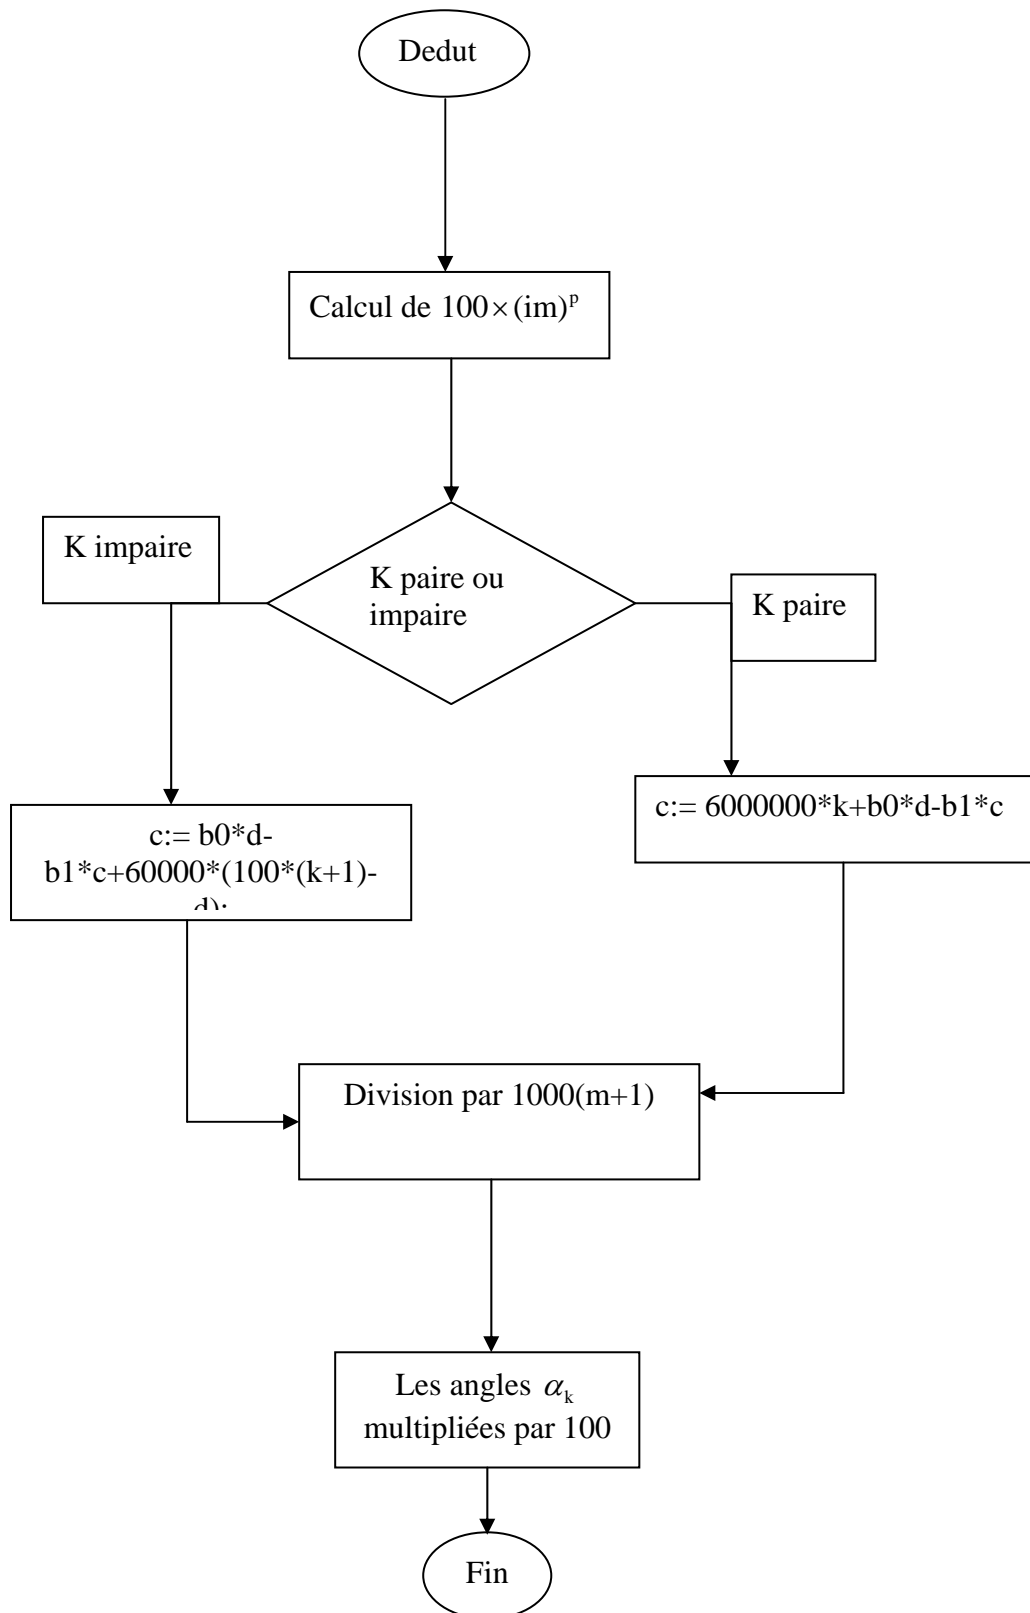 Dedut
Calcul de 100×(im)ᵖ
K impaire
K paire ou
impaire
K paire
c:= b0*d-
b1*c+60000*(100*(k+1)-
d);
c:= 6000000*k+b0*d-b1*c
Division par 1000(m+1)
Les angles αₖ
multipliées par 100
Fin